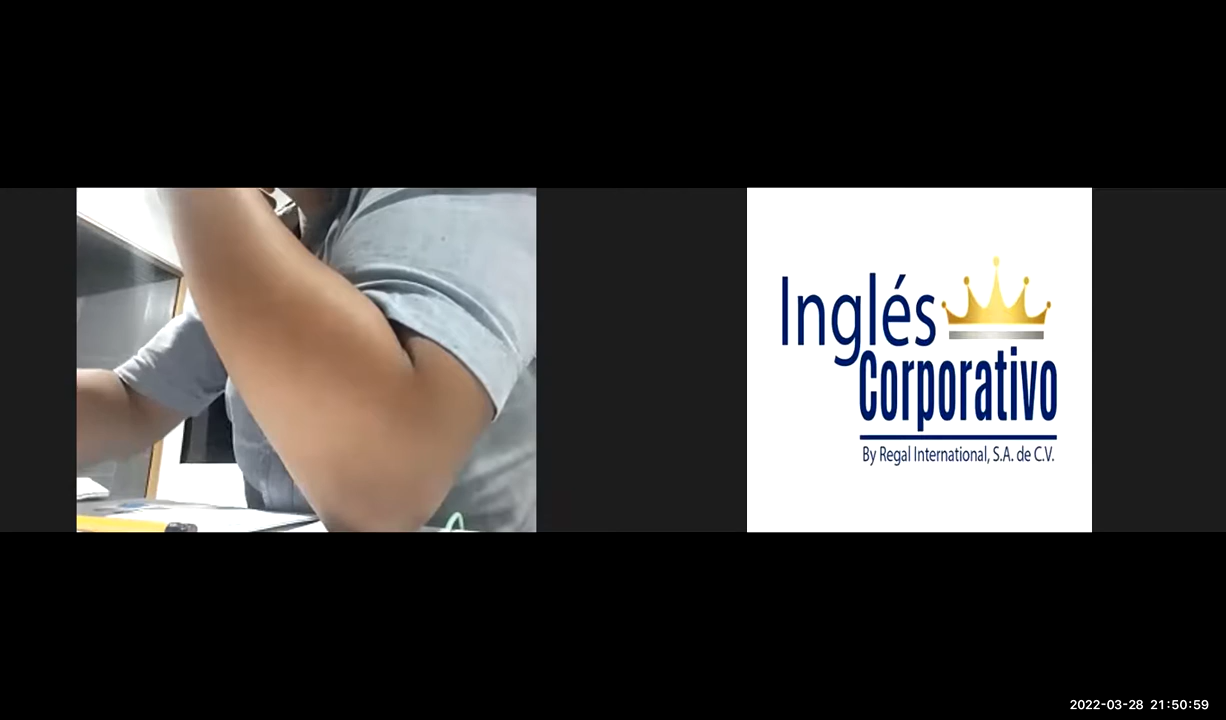 Inglés
Corporativo
By Regal International, S.A. de C.V.
2022-03-28 21:50:59